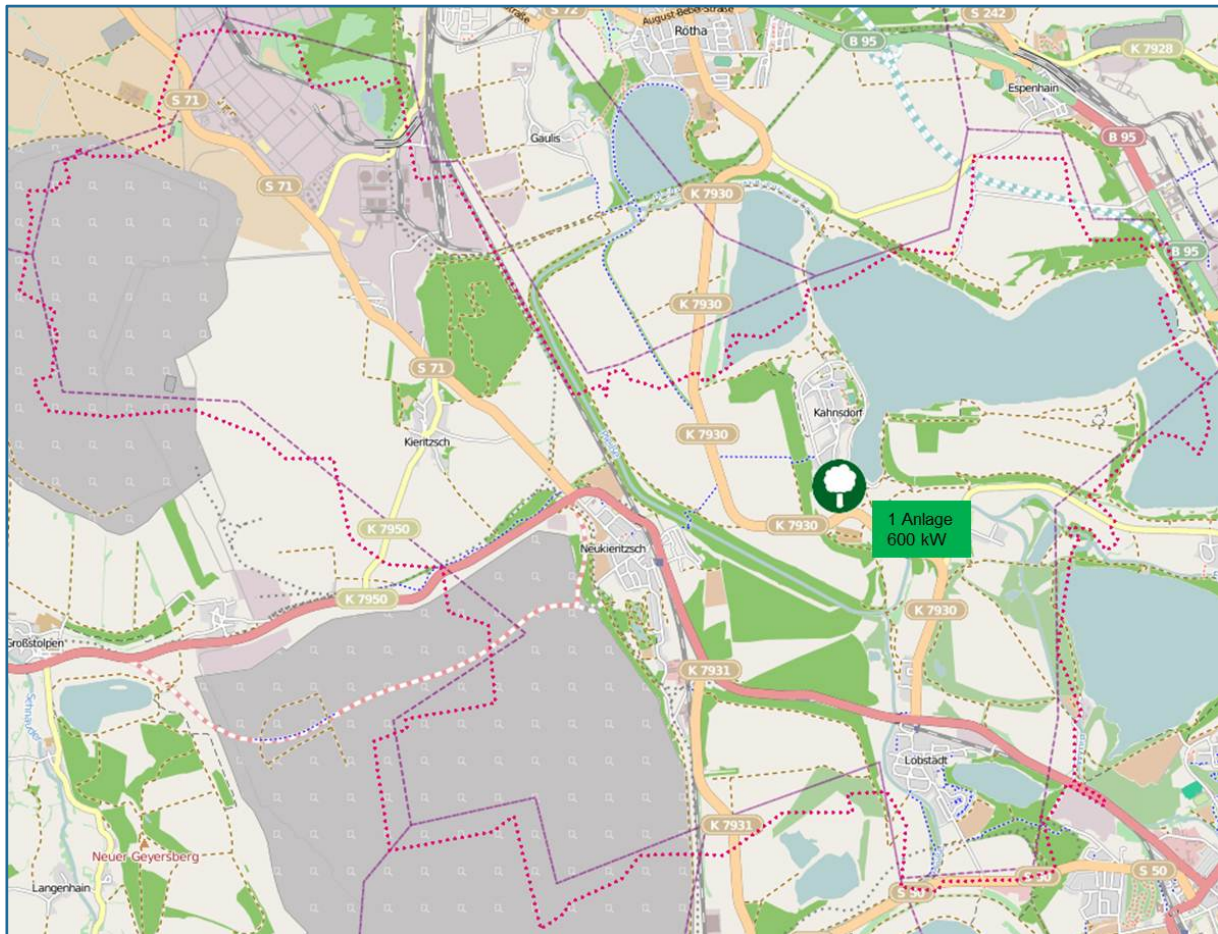 S 72
August-Bebel-Straße
Rötha
S 242
B 95
K 7928
Espenhain
S 71
Gaulis
B 95
S 71
K 7930
B 95
K 7930
S 71
Kahnsdorf
Kieritzsch
K 7930
1 Anlage
600 kW
K 7930
K 7950
Neukieritzsch
K 7950
K 7930
Großstolpen
K 7931
Schnauder
Lobstädt
K 7931
Neuer Geyersberg
Langenhain
S 50
S 50
S 50